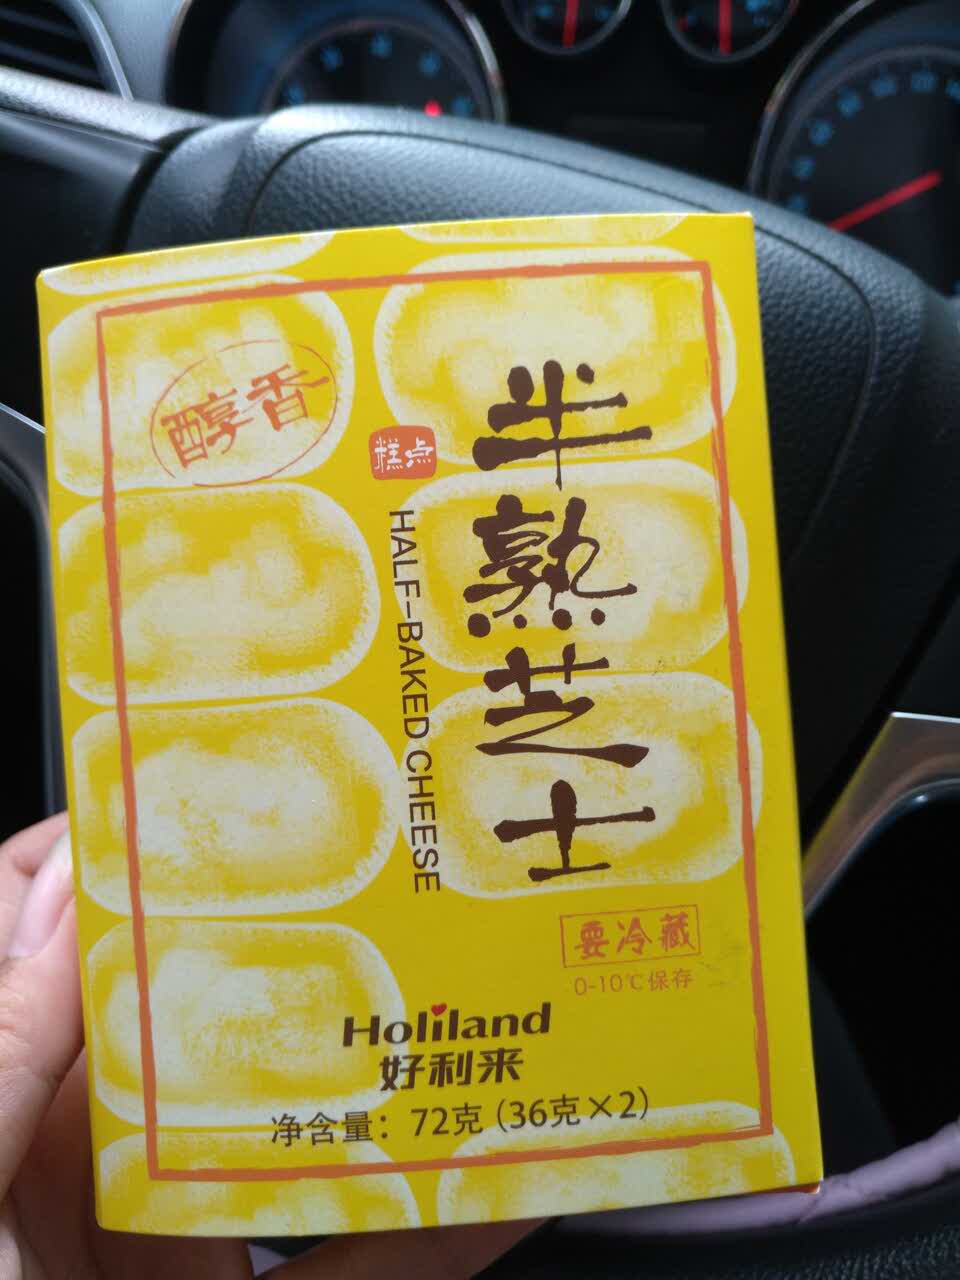 醇香
半熟芝士
糕点
HALF-BAKED CHEESE
要冷藏
0-10℃保存
Holiland
好利来
净含量：72克（36克×2）